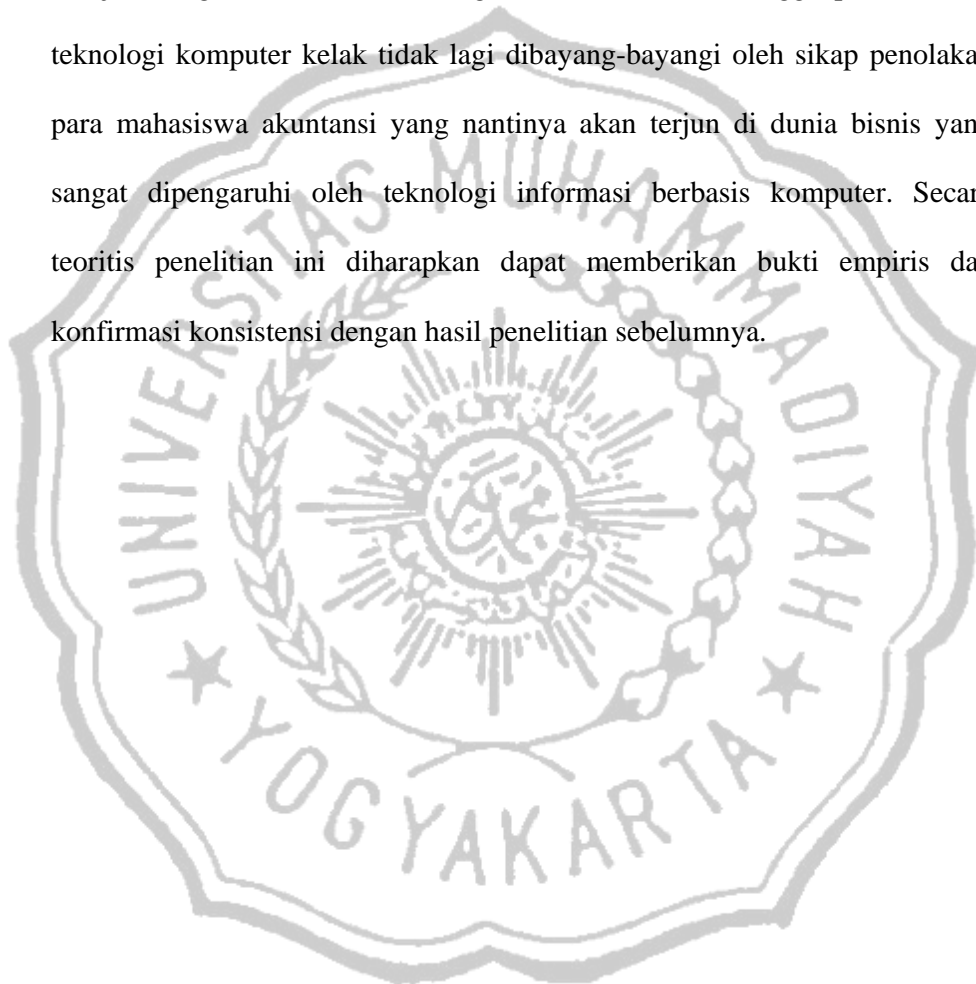 teknologi komputer kelak tidak lagi dibayang-bayangi oleh sikap penolaka
para mahasiswa akuntansi yang nantinya akan terjun di dunia bisnis yan
sangat dipengaruhi oleh teknologi informasi berbasis komputer. Secar
teoritis penelitian ini diharapkan dapat memberikan bukti empiris da
konfirmasi konsistensi dengan hasil penelitian sebelumnya.
UNIVERSITAS MUHAMMADIYAH
★ YOGYAKARTA ★